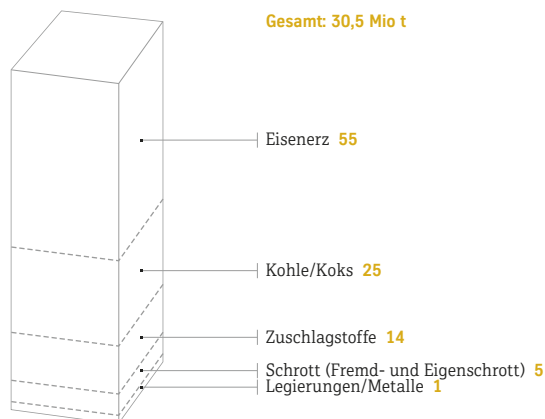 Gesamt: 30,5 Mio t
Eisenerz 55
Kohle/Koks 25
Zuschlagstoffe 14
Schrott (Fremd- und Eigenschrott) 5
Legierungen/Metalle 1